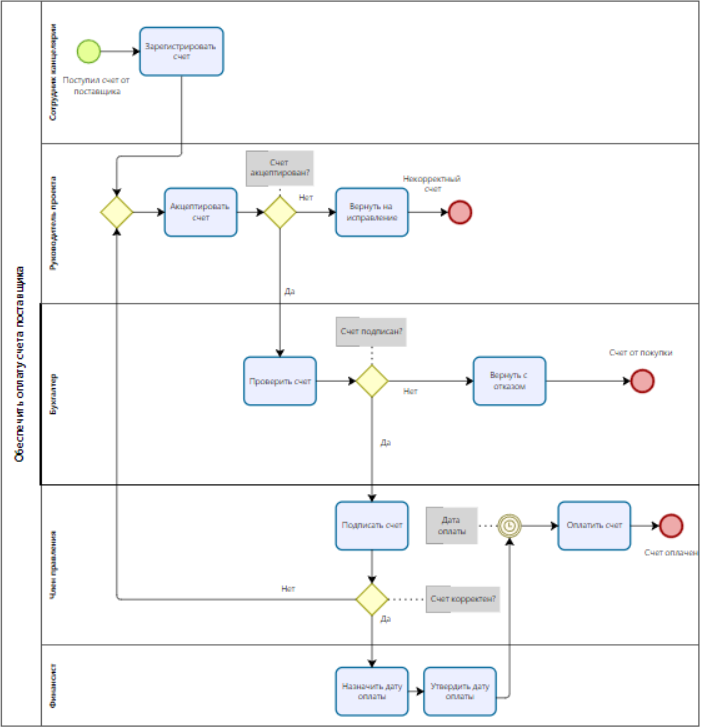 Обеспечить оплату счета поставщика
Сотрудник канцелярии
Поступил счет от
поставщика
Зарегистрировать
счет
Руководитель проекта
Счет
акцептирован?
Акцептировать
счет
Нет
Вернуть на
исправление
Некорректный
счет
Да
Бухгалтер
Счет подписан?
Проверить счет
Нет
Вернуть с
отказом
Счет от покупки
Да
Член правления
Подписать счет
Дата
оплаты
Оплатить счет
Счет оплачен
Нет
Счет корректен?
Да
Финансист
Назначить дату
оплаты
Утвердить дату
оплаты